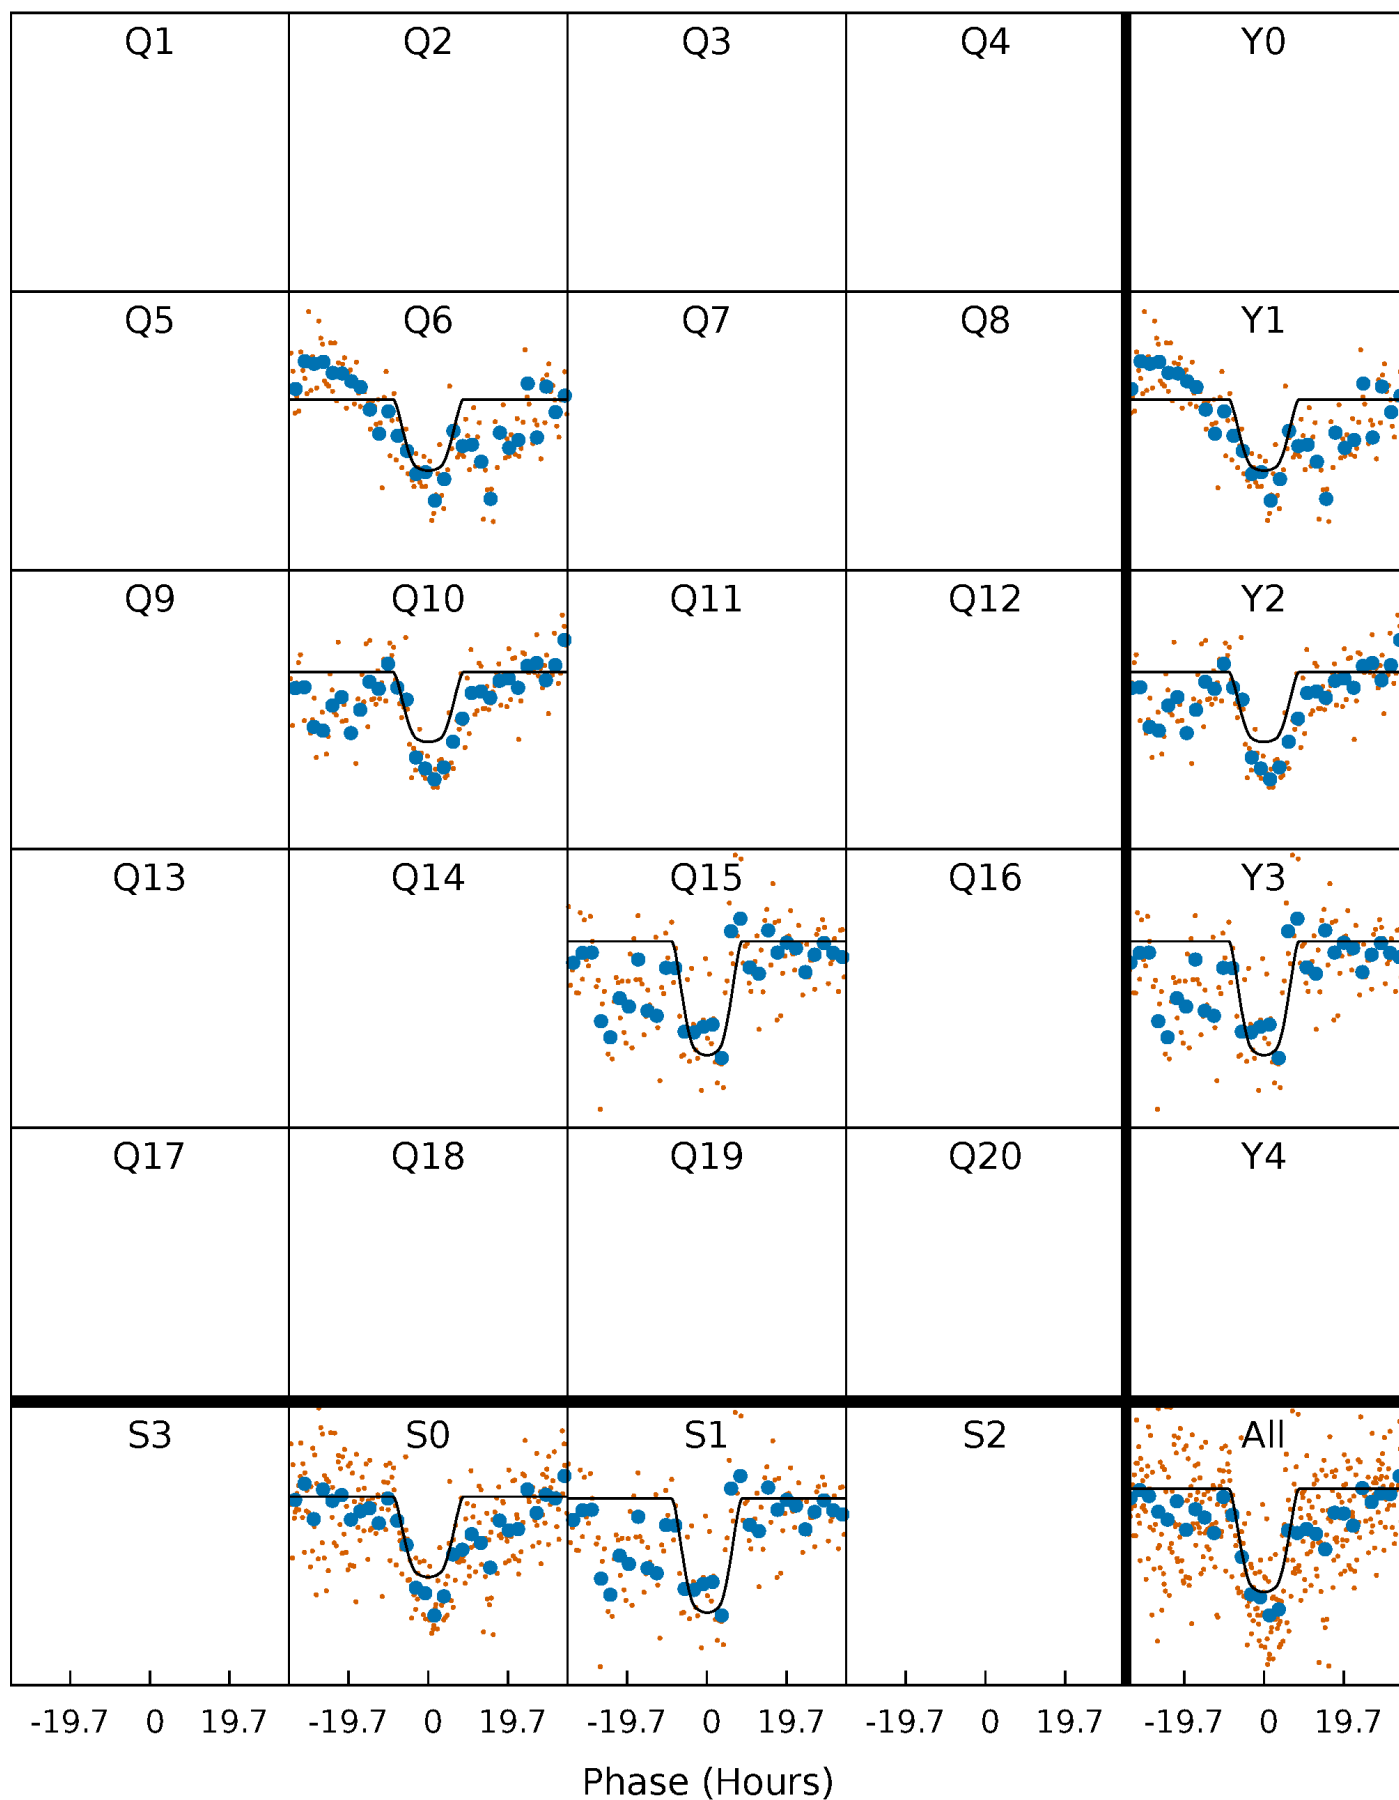 Q1 Q2 Q3 Q4 Y0
Q5 Q6 Q7 Q8 Y1
Q9 Q10 Q11 Q12 Y2
Q13 Q14 Q15 Q16 Y3
Q17 Q18 Q19 Q20 Y4
S3 S0 S1 S2 All
-19.7 0 19.7 -19.7 0 19.7 -19.7 0 19.7 -19.7 0 19.7 -19.7 0 19.7
Phase (Hours)